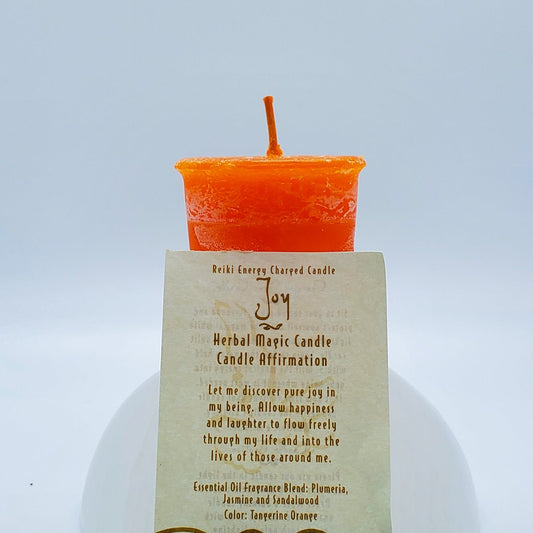 Reiki Energy Charged Candle
Joy
Herbal Magic Candle
Candle Affirmation
Let me discover pure joy in
my being. Allow happiness
and laughter to flow freely
through my life and into the
lives of those around me.
Essential Oil Fragrance Blend: Plumeria,
Jasmine and Sandalwood
Color: Tangerine Orange